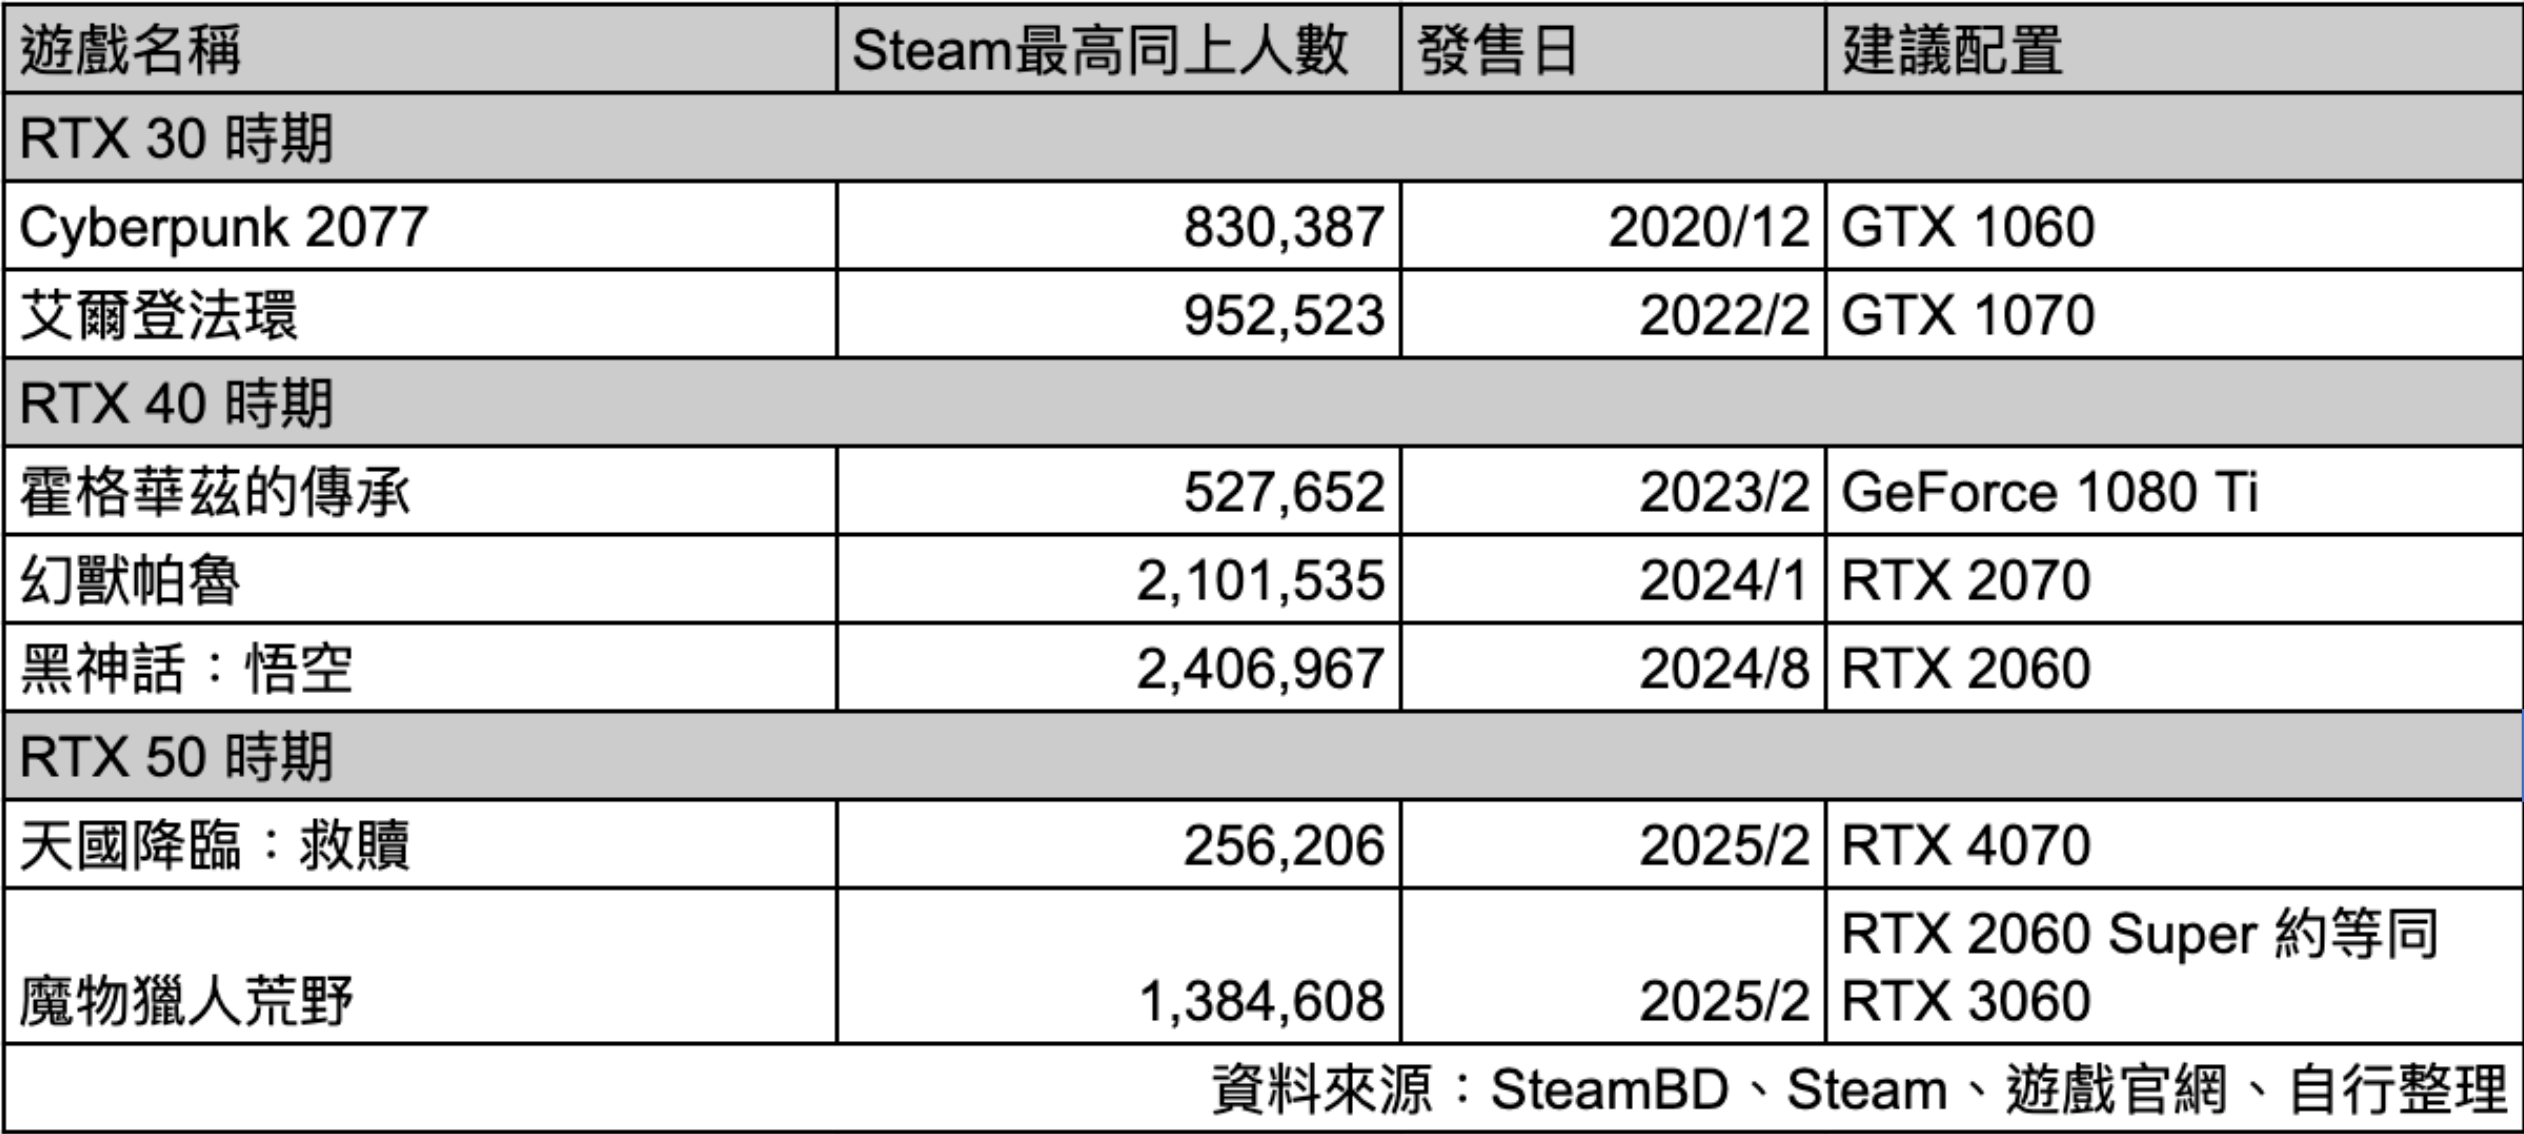 遊戲名稱 Steam最高同上人數 發售日 建議配置
RTX 30 時期
Cyberpunk 2077 830,387 2020/12 GTX 1060
艾爾登法環 952,523 2022/2 GTX 1070
RTX 40 時期
霍格華茲的傳承 527,652 2023/2 GeForce 1080 Ti
幻獸帕魯 2,101,535 2024/1 RTX 2070
黑神話：悟空 2,406,967 2024/8 RTX 2060
RTX 50 時期
天國降臨：救贖 256,206 2025/2 RTX 4070
魔物獵人荒野 1,384,608 2025/2 RTX 2060 Super 約等同
RTX 3060
資料來源：SteamBD、Steam、遊戲官網、自行整理